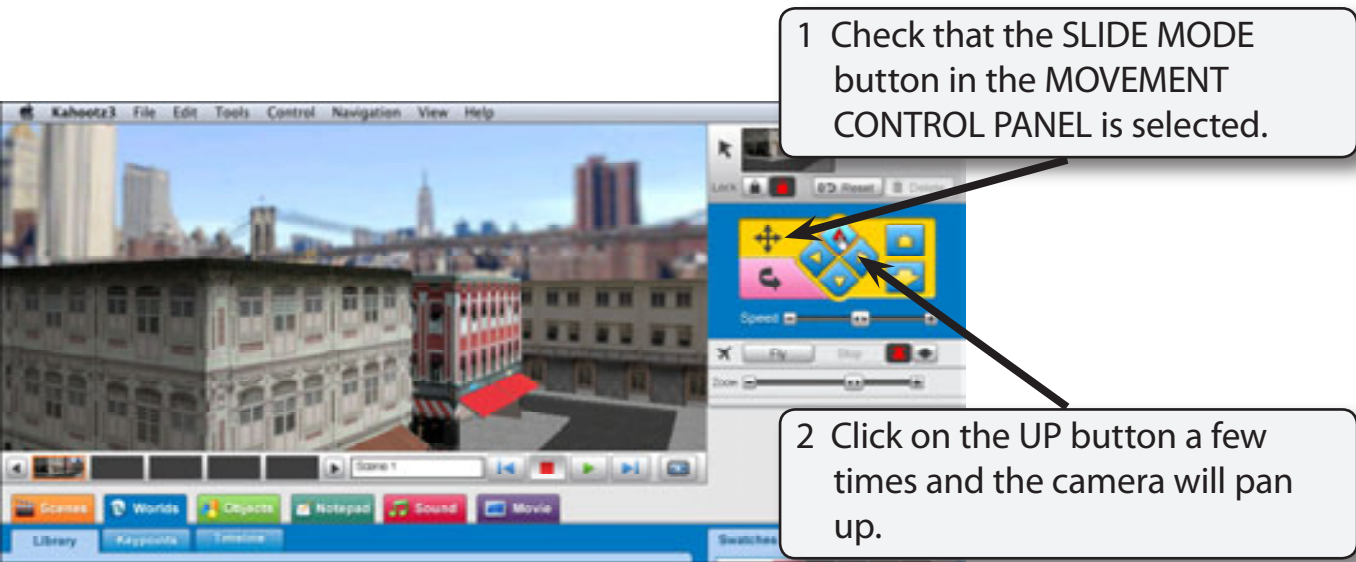 1 Check that the SLIDE MODE
button in the MOVEMENT
CONTROL PANEL is selected.
Kahootz3 File Edit Tools Control Navigation View Help
Lock Reset Delete
Speed
Fly Stop
Zoom
2 Click on the UP button a few
times and the camera will pan
up.
Scene 1
Scenes Worlds Objects Notepad Sound Movie
Library Keypoints Timeline
Swatches